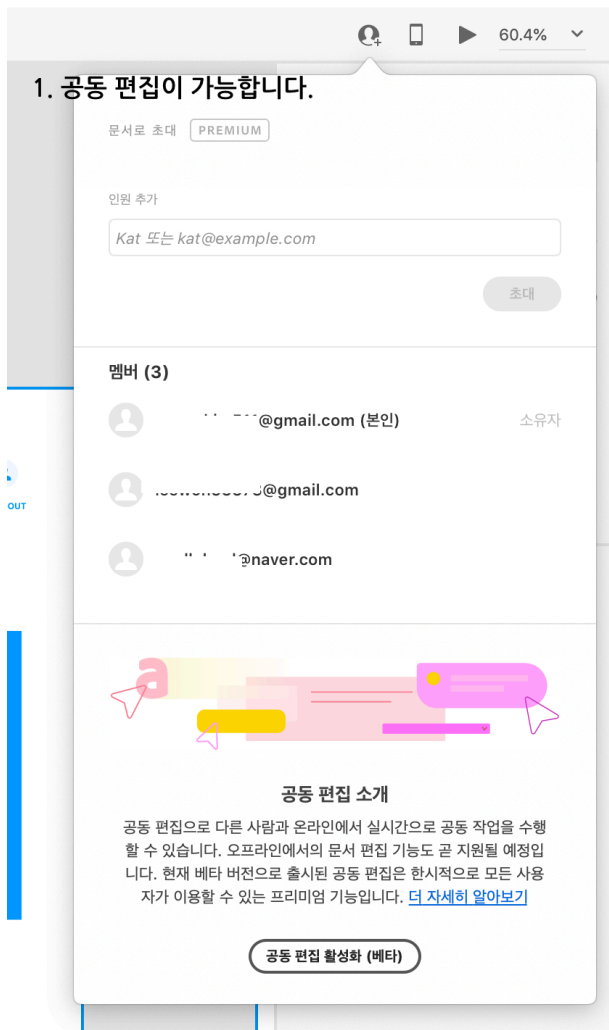 60.4%
1. 공동 편집이 가능합니다.
문서로 초대 PREMIUM
인원 추가
Kat 또는 kat@example.com
초대
멤버 (3)
@gmail.com (본인) 소유자
@gmail.com
OUT
@naver.com
a
공동 편집 소개
공동 편집으로 다른 사람과 온라인에서 실시간으로 공동 작업을 수행
할 수 있습니다. 오프라인에서의 문서 편집 기능도 곧 지원될 예정입
니다. 현재 베타 버전으로 출시된 공동 편집은 한시적으로 모든 사용
자가 이용할 수 있는 프리미엄 기능입니다. 더 자세히 알아보기
공동 편집 활성화 (베타)